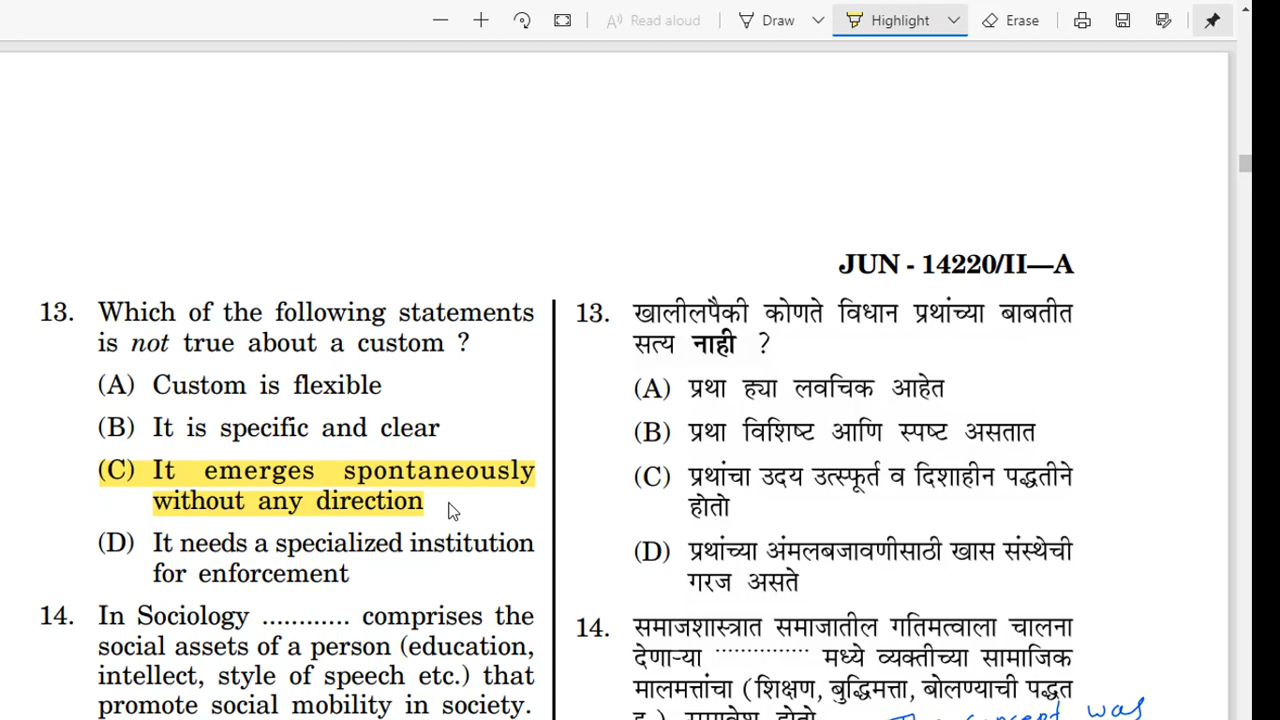 Read aloud
Draw
Highlight
Erase
JUN - 14220/II—A
13. Which of the following statements
is not true about a custom ?
(A) Custom is flexible
(B) It is specific and clear
(C) It emerges spontaneously
without any direction
(D) It needs a specialized institution
for enforcement
14. In Sociology ............ comprises the
social assets of a person (education,
intellect, style of speech etc.) that
promote social mobility in society.
13. खालीलपैकी कोणते विधान प्रथांच्या बाबतीत
सत्य नाही ?
(A) प्रथा ह्या लवचिक आहेत
(B) प्रथा विशिष्ट आणि स्पष्ट असतात
(C) प्रथांचा उदय उत्स्फूर्त व दिशाहीन पद्धतीने
होतो
(D) प्रथांच्या अंमलबजावणीसाठी खास संस्थेची
गरज असते
14. समाजशास्त्रात समाजातील गतिमत्वाला चालना
देणाऱ्या ............... मध्ये व्यक्तीच्या सामाजिक
मालमत्तांचा (शिक्षण, बुद्धिमत्ता, बोलण्याची पद्धत
इ.) समावेश होतो
The concept was